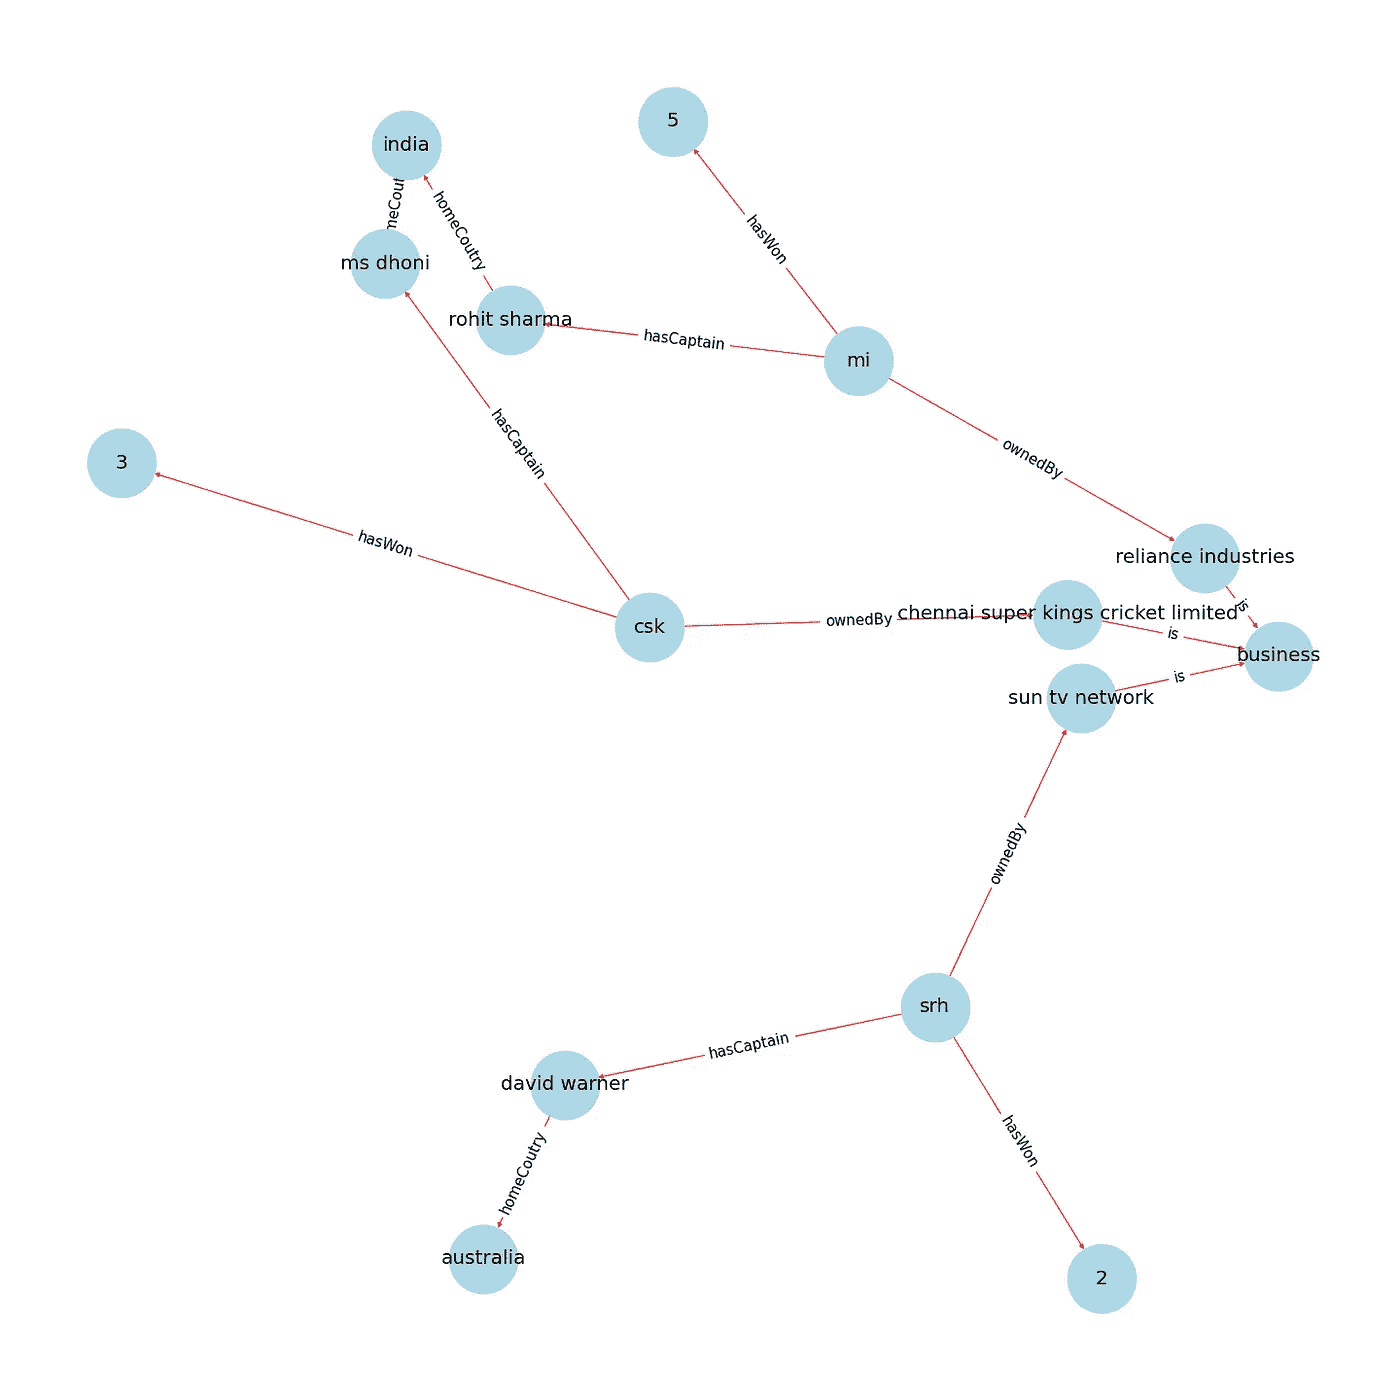 5
india
meCout
homeCoutry
hasWon
ms dhoni
rohit sharma
hasCaptain
mi
hasCaptain
ownedBy
3
hasWon
reliance industries
is
csk
ownedBy
chennai super kings cricket limited
is
business
sun tv network
is
ownedBy
srh
hasCaptain
david warner
hasWon
homeCoutry
australia
2